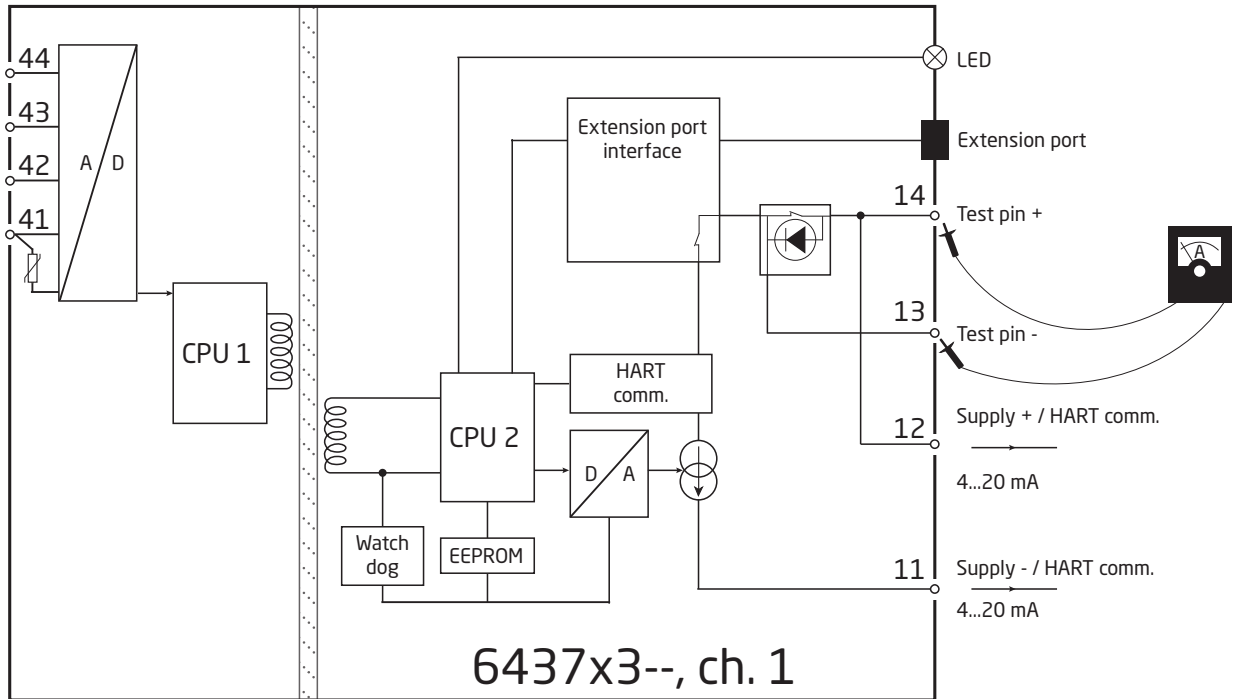 44
43
42
41
A
D
CPU 1
LED
Extension port
interface
Extension port
14
Test pin +
A
13
Test pin -
HART
comm.
CPU 2
Supply + / HART comm.
12
4...20 mA
D
A
Watch
dog
EEPROM
11
Supply - / HART comm.
4...20 mA
6437x3--, ch. 1